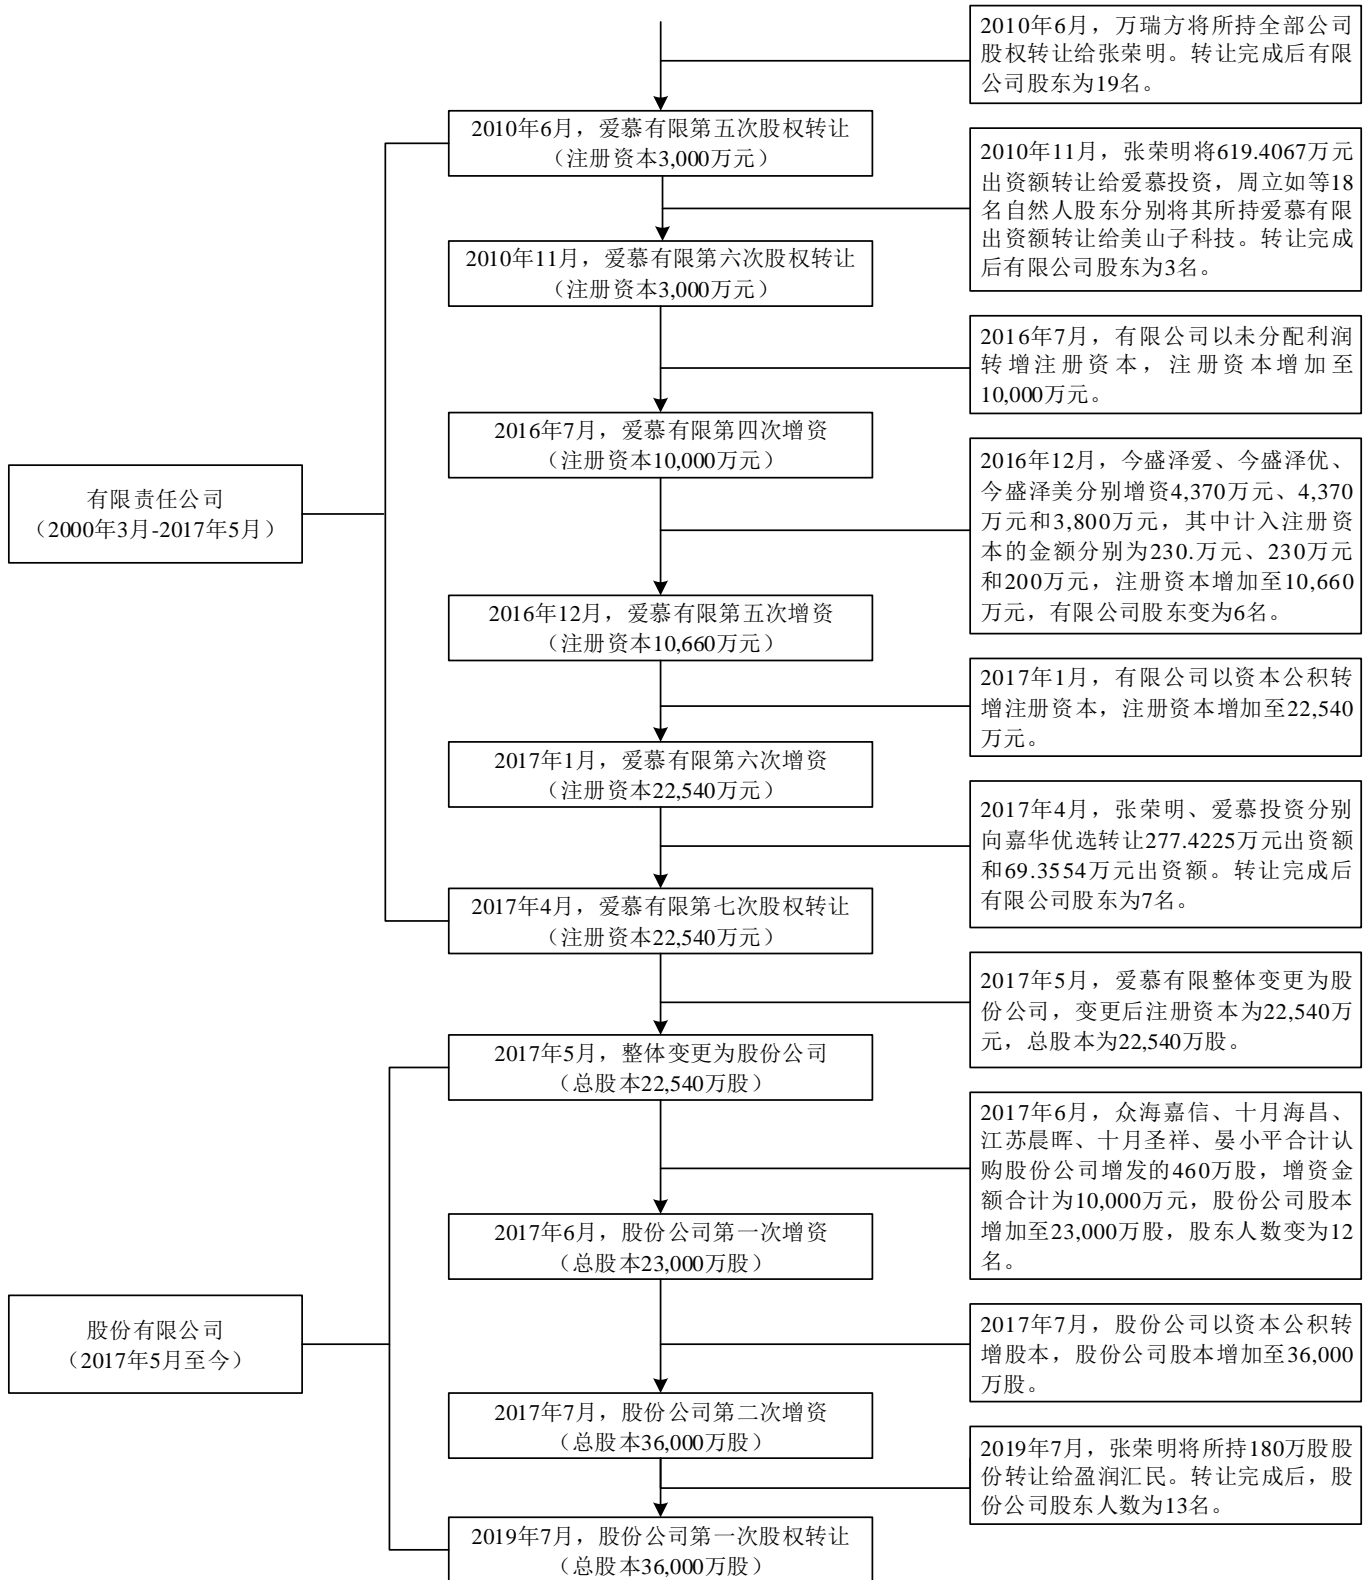 2010年6月，万瑞方将所持全部公司
股权转让给张荣明。转让完成后有限
公司股东为19名。
2010年6月，爱慕有限第五次股权转让
（注册资本3,000万元）
2010年11月，张荣明将619.4067万元
出资额转让给爱慕投资，周立如等18
名自然人股东分别将其所持爱慕有限
出资额转让给美山子科技。转让完成
后有限公司股东为3名。
2010年11月，爱慕有限第六次股权转让
（注册资本3,000万元）
2016年7月，有限公司以未分配利润
转增注册资本，注册资本增加至
10,000万元。
2016年7月，爱慕有限第四次增资
（注册资本10,000万元）
有限责任公司
（2000年3月-2017年5月）
2016年12月，今盛泽爱、今盛泽优、
今盛泽美分别增资4,370万元、4,370
万元和3,800万元，其中计入注册资
本的金额分别为230.万元、230万元
和200万元，注册资本增加至10,660
万元，有限公司股东变为6名。
2016年12月，爱慕有限第五次增资
（注册资本10,660万元）
2017年1月，有限公司以资本公积转
增注册资本，注册资本增加至22,540
万元。
2017年1月，爱慕有限第六次增资
（注册资本22,540万元）
2017年4月，张荣明、爱慕投资分别
向嘉华优选转让277.4225万元出资额
和69.3554万元出资额。转让完成后
有限公司股东为7名。
2017年4月，爱慕有限第七次股权转让
（注册资本22,540万元）
2017年5月，爱慕有限整体变更为股
份公司，变更后注册资本为22,540万
元，总股本为22,540万股。
2017年5月，整体变更为股份公司
（总股本22,540万股）
2017年6月，众海嘉信、十月海昌、
江苏晨晖、十月圣祥、晏小平合计认
购股份公司增发的460万股，增资金
额合计为10,000万元，股份公司股本
增加至23,000万股，股东人数变为12
名。
2017年6月，股份公司第一次增资
（总股本23,000万股）
股份有限公司
（2017年5月至今）
2017年7月，股份公司以资本公积转
增股本，股份公司股本增加至36,000
万股。
2017年7月，股份公司第二次增资
（总股本36,000万股）
2019年7月，张荣明将所持180万股股
份转让给盈润汇民。转让完成后，股
份公司股东人数为13名。
2019年7月，股份公司第一次股权转让
（总股本36,000万股）